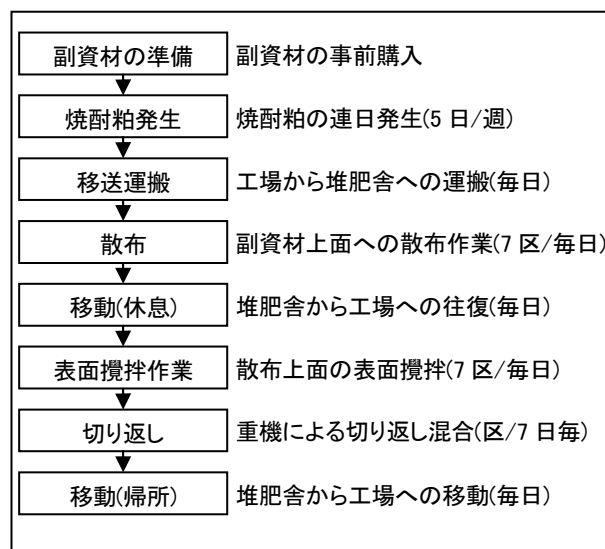 副資材の準備 副資材の事前購入
焼酎粕発生 焼酎粕の連日発生(5 日/週)
移送運搬 工場から堆肥舎への運搬(毎日)
散布 副資材上面への散布作業(7 区/毎日)
移動(休息) 堆肥舎から工場への往復(毎日)
表面攪拌作業 散布上面の表面攪拌(7 区/毎日)
切り返し 重機による切り返し混合(区/7 日毎)
移動(帰所) 堆肥舎から工場への移動(毎日)